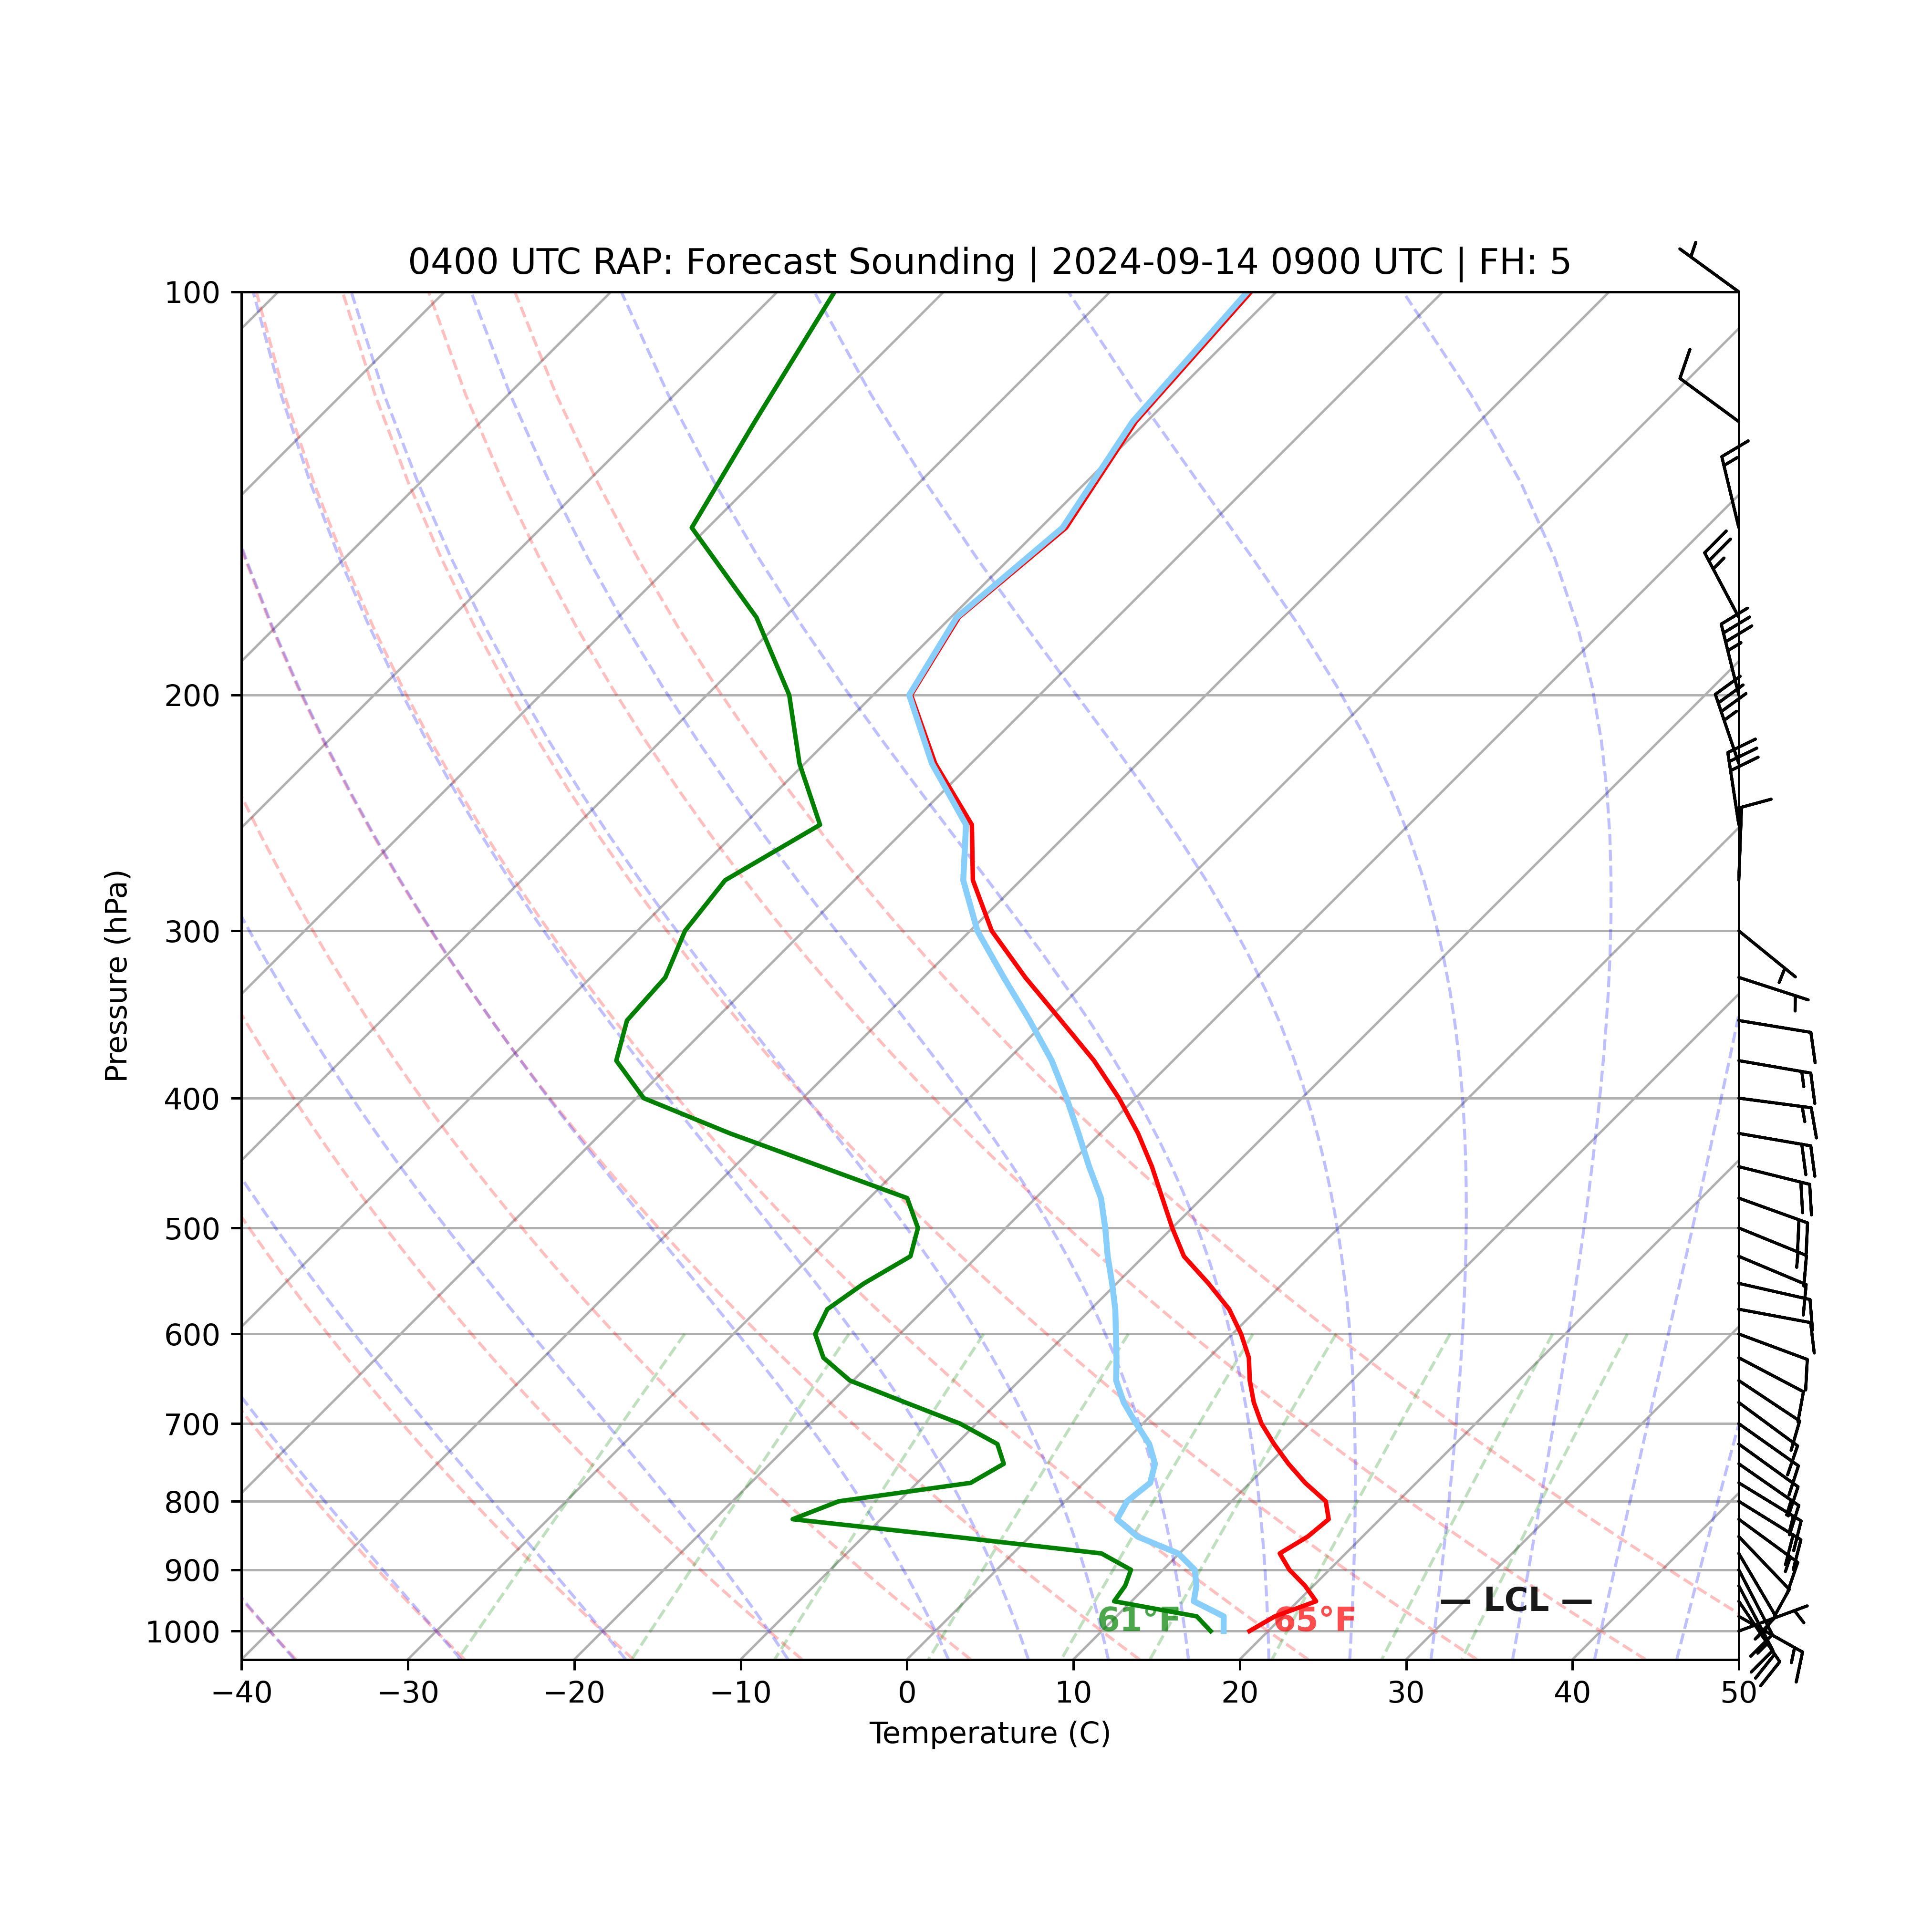 0400 UTC RAP: Forecast Sounding | 2024-09-14 0900 UTC | FH: 5
100
200
300
400
500
600
700
800
900
1000
Pressure (hPa)
— LCL —
61°F
65°F
−40 −30 −20 −10 0 10 20 30 40 50
Temperature (C)